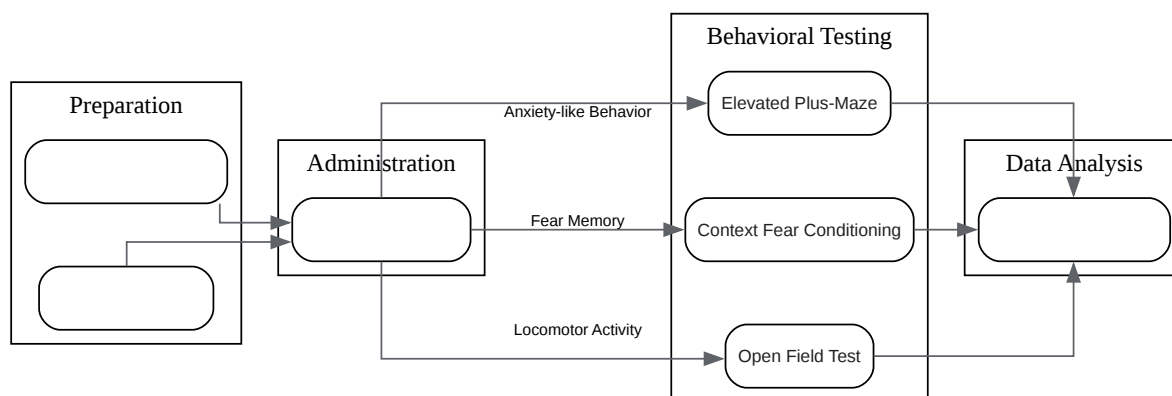 Preparation
Administration
Anxiety-like Behavior
Fear Memory
Locomotor Activity
Behavioral Testing
Elevated Plus-Maze
Context Fear Conditioning
Open Field Test
Data Analysis